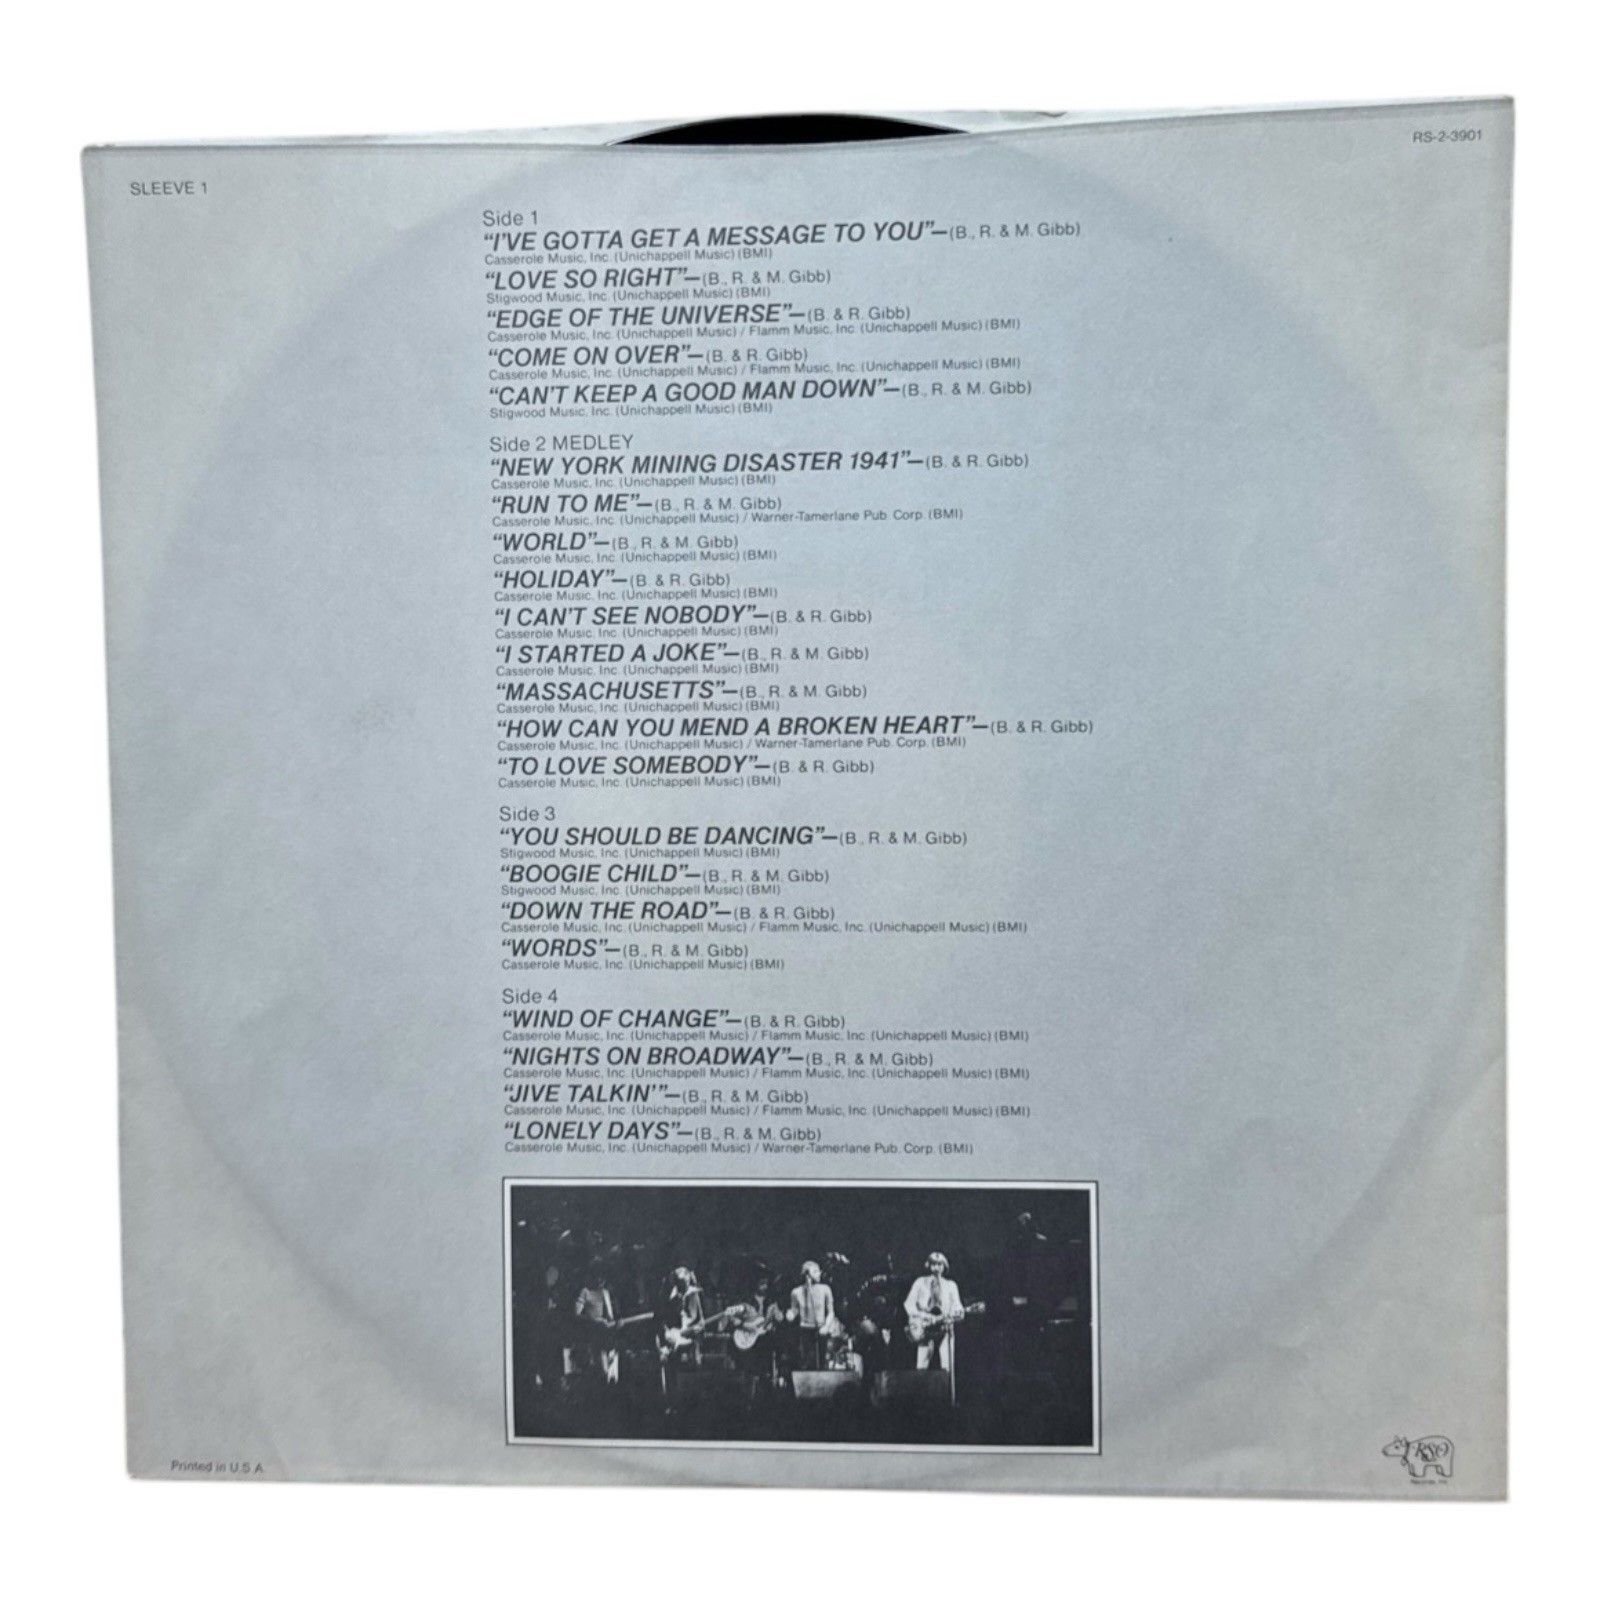 RS-2-3901
SLEEVE 1
Side 1
“I'VE GOTTA GET A MESSAGE TO YOU”—(B., R. & M. Gibb)
Casserole Music, Inc. (Unichappell Music) (BMI)
“LOVE SO RIGHT”—(B., R. & M. Gibb)
Stigwood Music, Inc. (Unichappell Music) (BMI)
“EDGE OF THE UNIVERSE”—(B. & R. Gibb)
Casserole Music, Inc. (Unichappell Music) / Flamm Music, Inc. (Unichappell Music) (BMI)
“COME ON OVER”—(B. & R. Gibb)
Casserole Music, Inc. (Unichappell Music) / Flamm Music, Inc. (Unichappell Music) (BMI)
“CAN'T KEEP A GOOD MAN DOWN”—(B., R. & M. Gibb)
Stigwood Music, Inc. (Unichappell Music) (BMI)
Side 2 MEDLEY
“NEW YORK MINING DISASTER 1941”—(B. & R. Gibb)
Casserole Music, Inc. (Unichappell Music) (BMI)
“RUN TO ME”—(B., R. & M. Gibb)
Casserole Music, Inc. (Unichappell Music) / Warner-Tamerlane Pub. Corp. (BMI)
“WORLD”—(B., R. & M. Gibb)
Casserole Music, Inc. (Unichappell Music) (BMI)
“HOLIDAY”—(B. & R. Gibb)
Casserole Music, Inc. (Unichappell Music) (BMI)
“I CAN'T SEE NOBODY”—(B. & R. Gibb)
Casserole Music, Inc. (Unichappell Music) (BMI)
“I STARTED A JOKE”—(B., R. & M. Gibb)
Casserole Music, Inc. (Unichappell Music) (BMI)
“MASSACHUSETTS”—(B., R. & M. Gibb)
Casserole Music, Inc. (Unichappell Music) (BMI)
“HOW CAN YOU MEND A BROKEN HEART”—(B. & R. Gibb)
Casserole Music, Inc. (Unichappell Music) / Warner-Tamerlane Pub. Corp. (BMI)
“TO LOVE SOMEBODY”—(B. & R. Gibb)
Casserole Music, Inc. (Unichappell Music) (BMI)
Side 3
“YOU SHOULD BE DANCING”—(B., R. & M. Gibb)
Stigwood Music, Inc. (Unichappell Music) (BMI)
“BOOGIE CHILD”—(B., R. & M. Gibb)
Stigwood Music, Inc. (Unichappell Music) (BMI)
“DOWN THE ROAD”—(B. & R. Gibb)
Casserole Music, Inc. (Unichappell Music) / Flamm Music, Inc. (Unichappell Music) (BMI)
“WORDS”—(B., R. & M. Gibb)
Casserole Music, Inc. (Unichappell Music) (BMI)
Side 4
“WIND OF CHANGE”—(B. & R. Gibb)
Casserole Music, Inc. (Unichappell Music) / Flamm Music, Inc. (Unichappell Music) (BMI)
“NIGHTS ON BROADWAY”—(B., R. & M. Gibb)
Casserole Music, Inc. (Unichappell Music) / Flamm Music, Inc. (Unichappell Music) (BMI)
“JIVE TALKIN'”—(B., R. & M. Gibb)
Casserole Music, Inc. (Unichappell Music) / Flamm Music, Inc. (Unichappell Music) (BMI)
“LONELY DAYS”—(B., R. & M. Gibb)
Casserole Music, Inc. (Unichappell Music) / Warner-Tamerlane Pub. Corp. (BMI)
Printed in U.S.A.
RSO